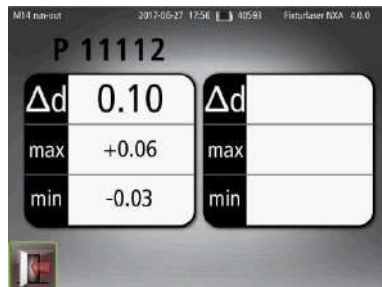 M14 run-out 2017-06-27 17:56 40593 Fixturlaser NXA 4.0.0
P 11112
Δd 0.10 Δd
max +0.06 max
min -0.03 min